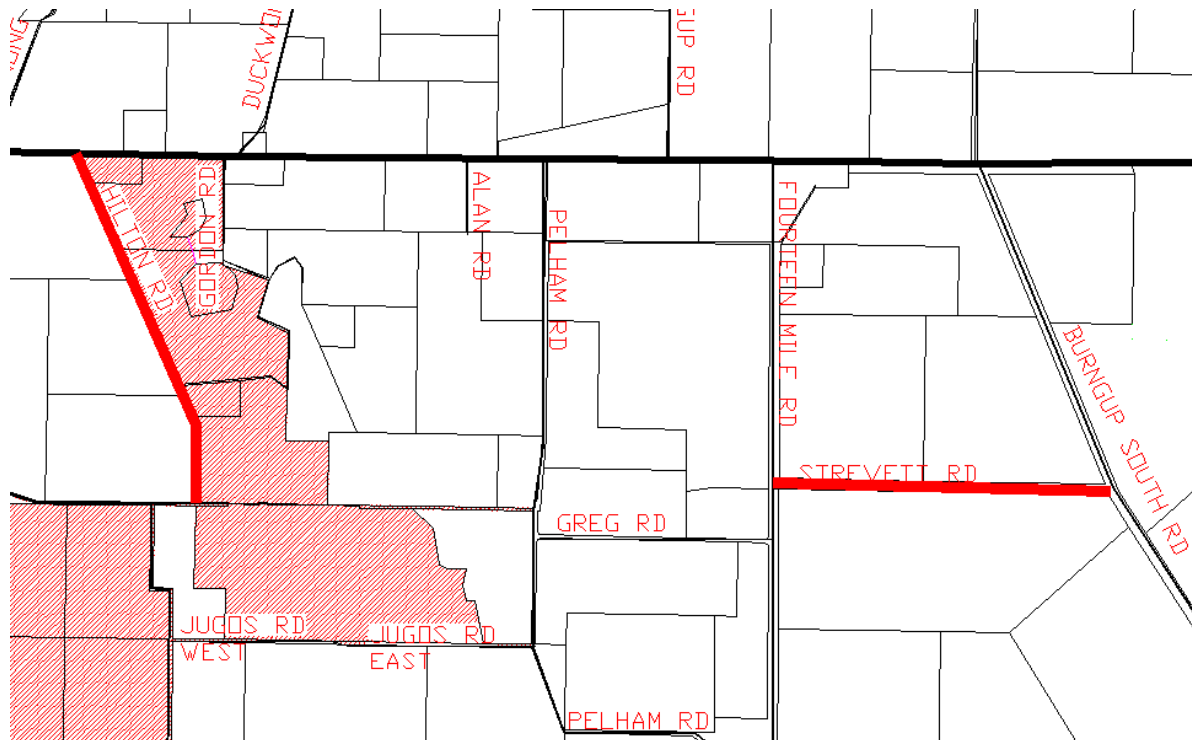 DUCKWO
GUP RD
HILTON RD
GORDON RD
ALAN RD
PELHAM RD
FOURTEEN MILE RD
BURNGUP SOUTH RD
STREVETT RD
GREG RD
JUGOS RD
WEST
JUGOS RD
EAST
PELHAM RD